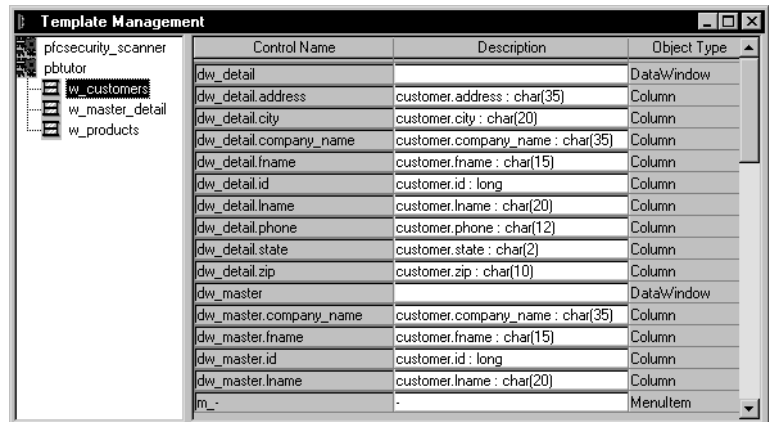 Template Management
pfcsecurity_scanner
pbtutor
w_customers
w_master_detail
w_products
Control Name Description Object Type
dw_detail DataWindow
dw_detail.address customer.address : char(35) Column
dw_detail.city customer.city : char(20) Column
dw_detail.company_name customer.company_name : char(35) Column
dw_detail.fname customer.fname : char(15) Column
dw_detail.id customer.id : long Column
dw_detail.lname customer.lname : char(20) Column
dw_detail.phone customer.phone : char(12) Column
dw_detail.state customer.state : char(2) Column
dw_detail.zip customer.zip : char(10) Column
dw_master DataWindow
dw_master.company_name customer.company_name : char(35) Column
dw_master.fname customer.fname : char(15) Column
dw_master.id customer.id : long Column
dw_master.lname customer.lname : char(20) Column
m_- - MenuItem